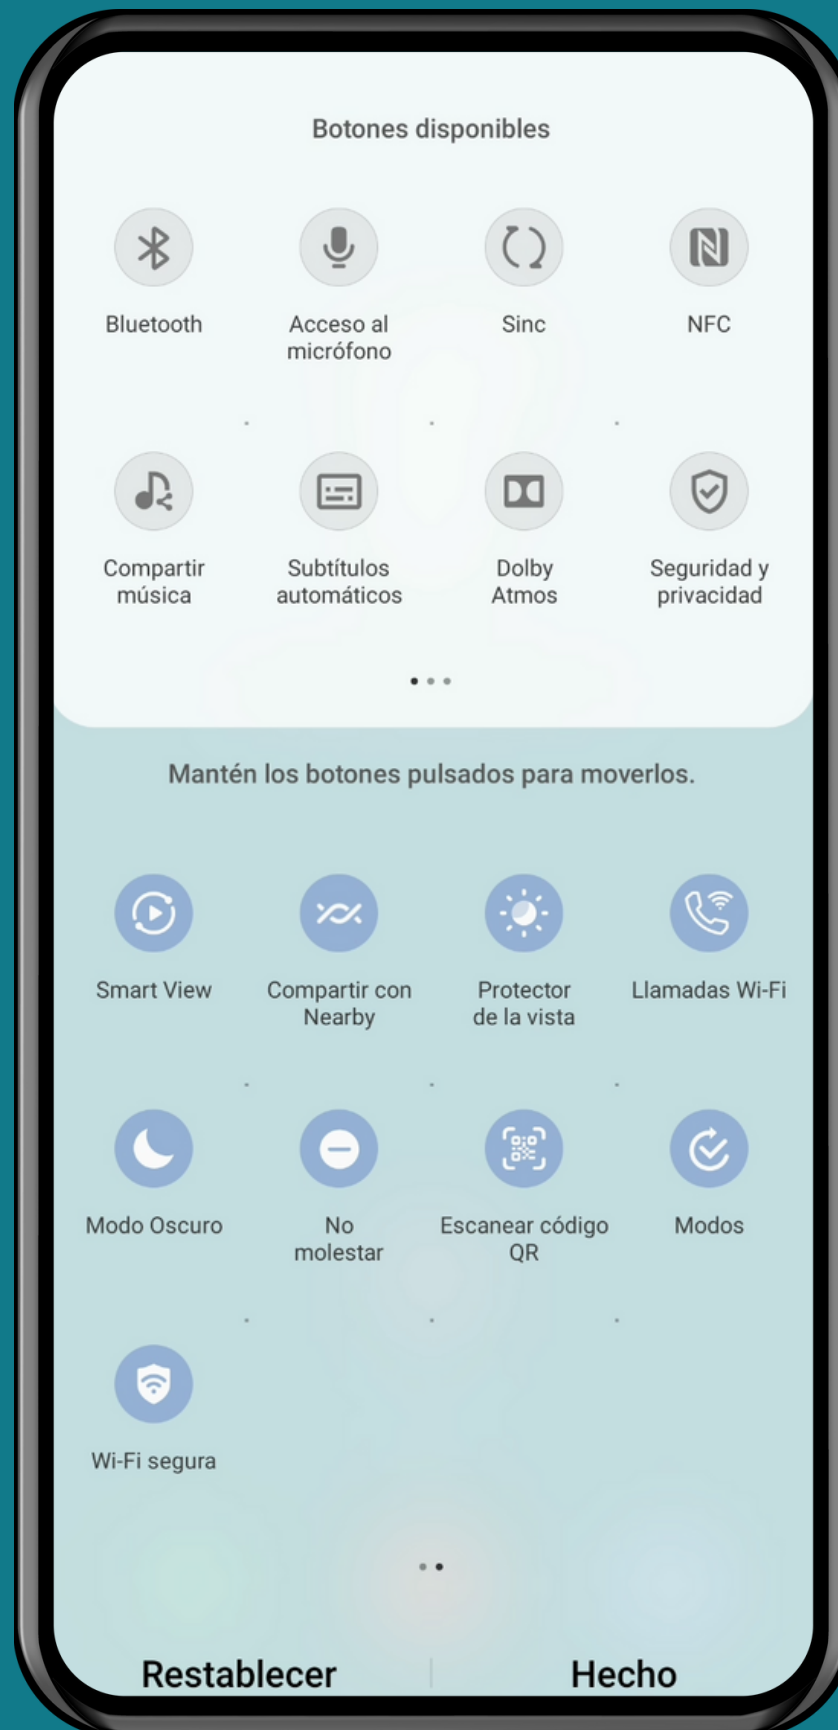 Botones disponibles
Bluetooth
Acceso al
micrófono
Sinc
NFC
Compartir
música
Subtítulos
automáticos
Dolby
Atmos
Seguridad y
privacidad
Mantén los botones pulsados para moverlos.
Smart View
Compartir con
Nearby
Protector
de la vista
Llamadas Wi-Fi
Modo Oscuro
No
molestar
Escanear código
QR
Modos
Wi-Fi segura
Restablecer
Hecho